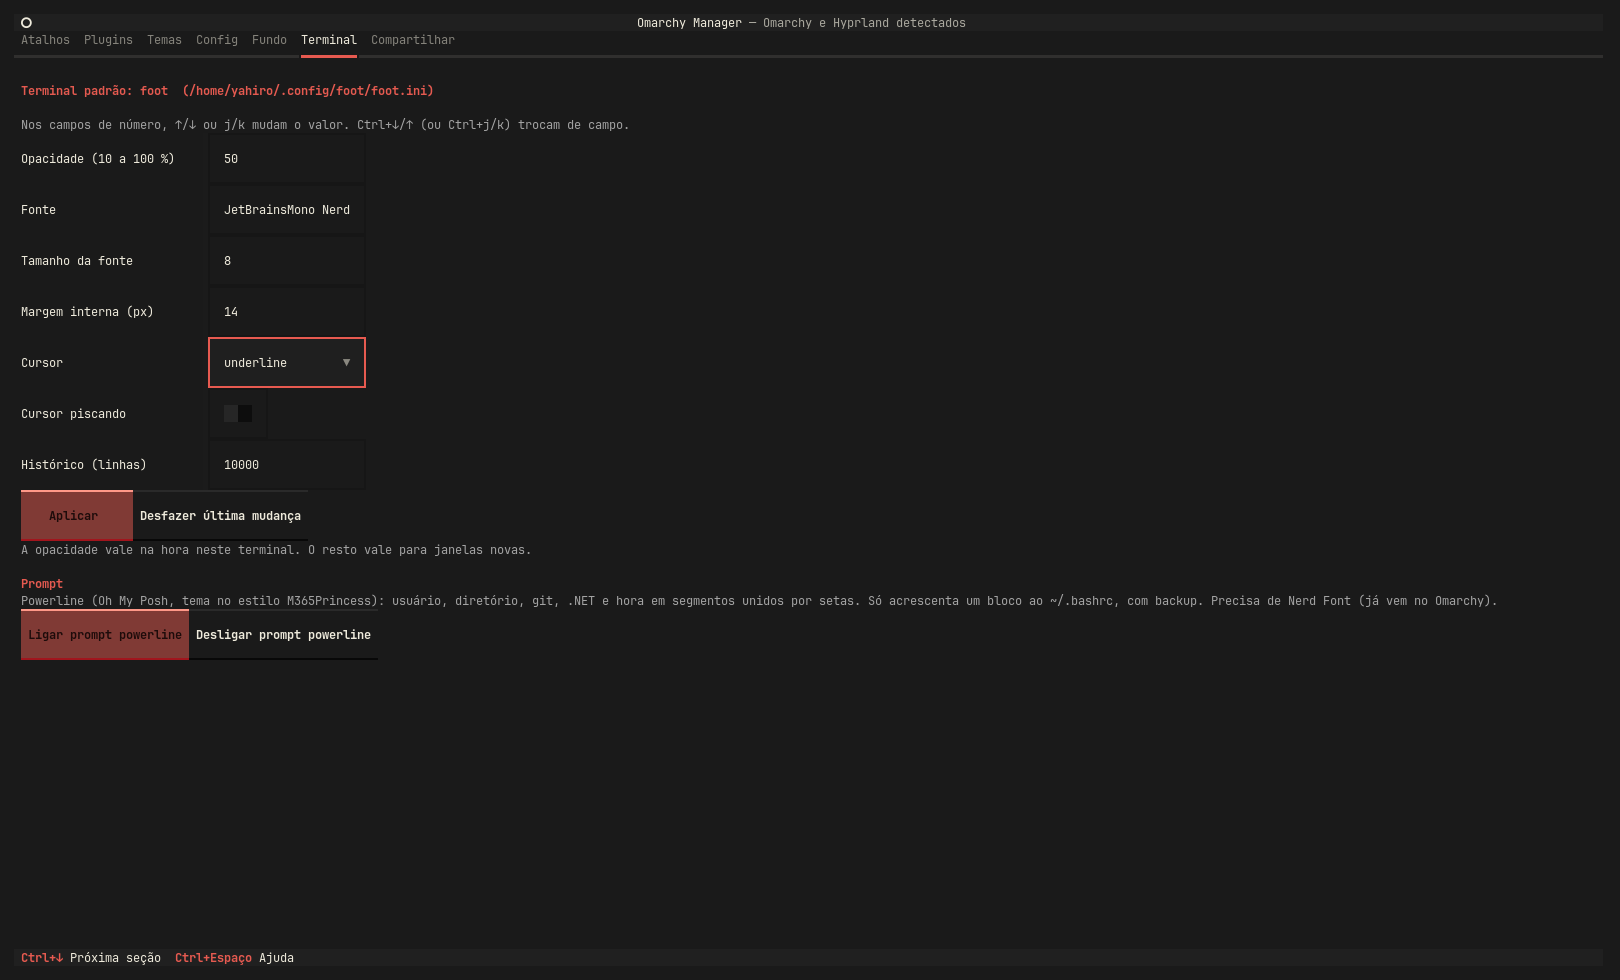 Omarchy Manager — Omarchy e Hyprland detectados
Atalhos Plugins Temas Config Fundo Terminal Compartilhar
Terminal padrão: foot (/home/yahiro/.config/foot/foot.ini)
Nos campos de número, ↑/↓ ou j/k mudam o valor. Ctrl+↓/↑ (ou Ctrl+j/k) trocam de campo.
Opacidade (10 a 100 %) 50
Fonte JetBrainsMono Nerd
Tamanho da fonte 8
Margem interna (px) 14
Cursor underline ▼
Cursor piscando
Histórico (linhas) 10000
Aplicar Desfazer última mudança
A opacidade vale na hora neste terminal. O resto vale para janelas novas.
Prompt
Powerline (Oh My Posh, tema no estilo M365Princess): usuário, diretório, git, .NET e hora em segmentos unidos por setas. Só acrescenta um bloco ao ~/.bashrc, com backup. Precisa de Nerd Font (já vem no Omarchy).
Ligar prompt powerline Desligar prompt powerline
Ctrl+↓ Próxima seção Ctrl+Espaço Ajuda